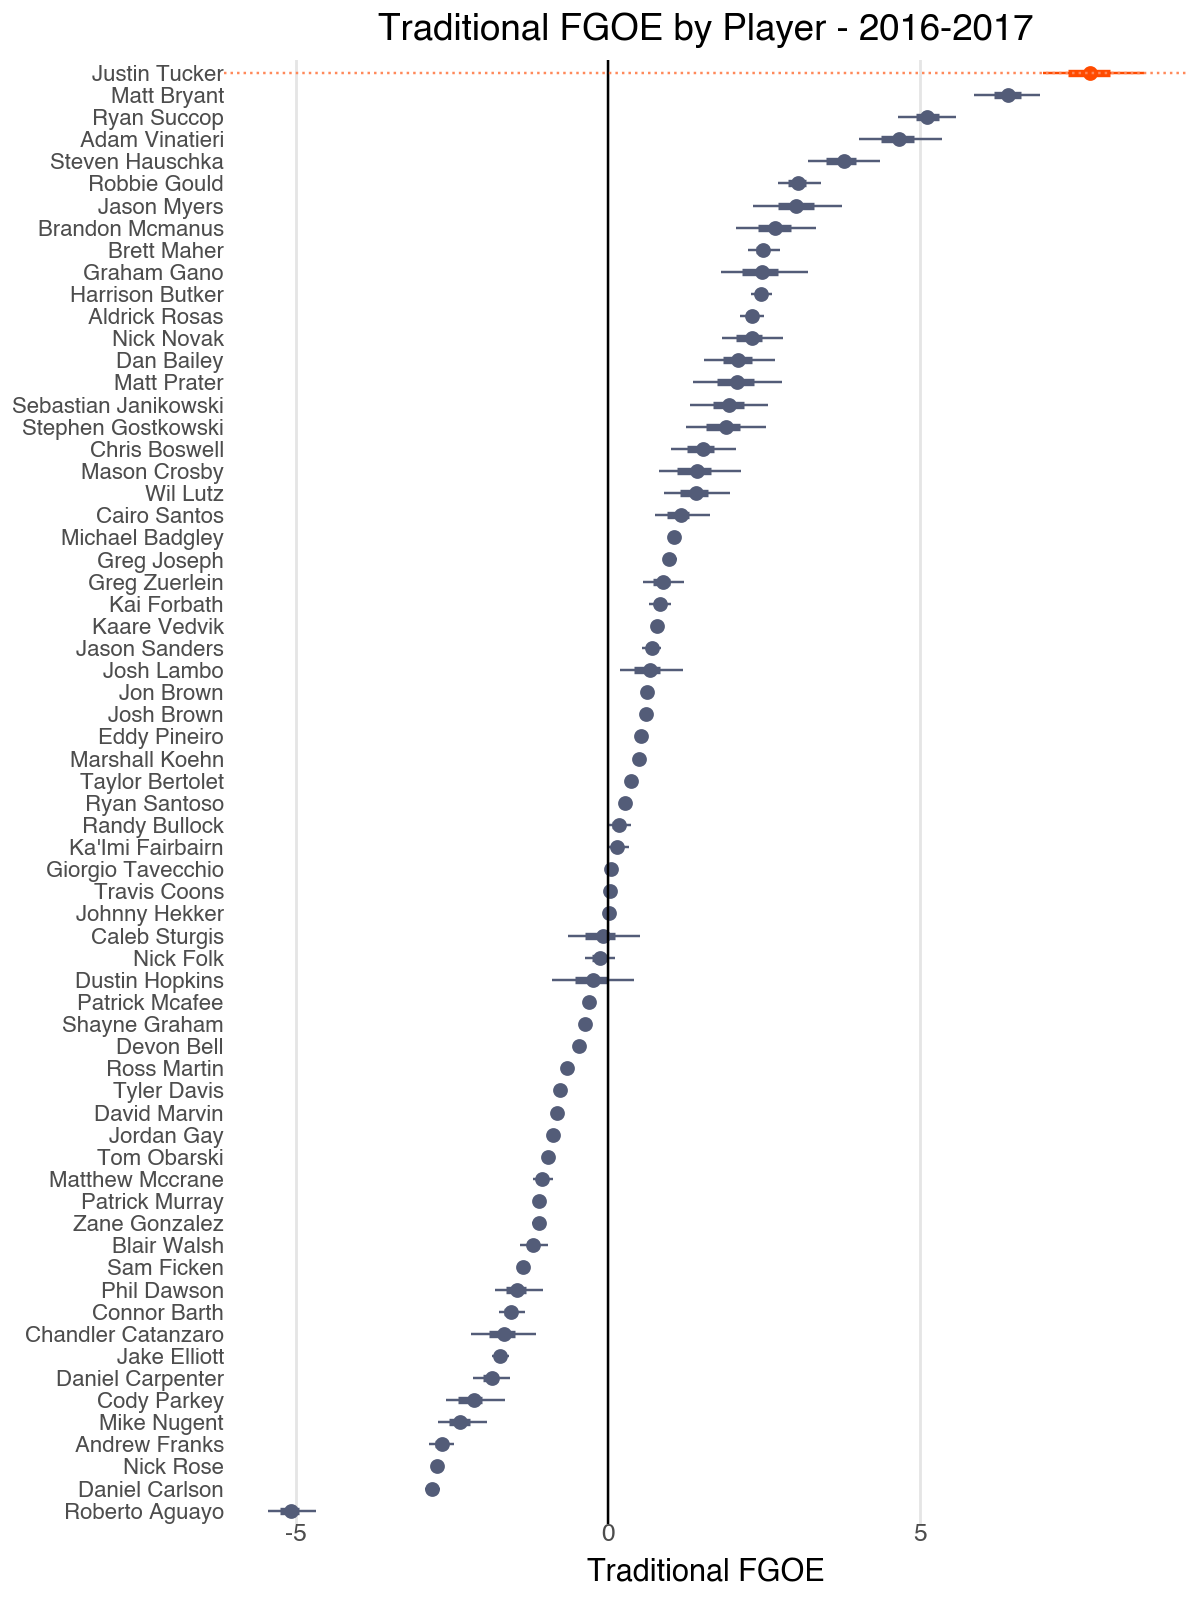 Traditional FGOE by Player - 2016-2017
Justin Tucker
Matt Bryant
Ryan Succop
Adam Vinatieri
Steven Hauschka
Robbie Gould
Jason Myers
Brandon Mcmanus
Brett Maher
Graham Gano
Harrison Butker
Aldrick Rosas
Nick Novak
Dan Bailey
Matt Prater
Sebastian Janikowski
Stephen Gostkowski
Chris Boswell
Mason Crosby
Wil Lutz
Cairo Santos
Michael Badgley
Greg Joseph
Greg Zuerlein
Kai Forbath
Kaare Vedvik
Jason Sanders
Josh Lambo
Jon Brown
Josh Brown
Eddy Pineiro
Marshall Koehn
Taylor Bertolet
Ryan Santoso
Randy Bullock
Ka'Imi Fairbairn
Giorgio Tavecchio
Travis Coons
Johnny Hekker
Caleb Sturgis
Nick Folk
Dustin Hopkins
Patrick Mcafee
Shayne Graham
Devon Bell
Ross Martin
Tyler Davis
David Marvin
Jordan Gay
Tom Obarski
Matthew Mccrane
Patrick Murray
Zane Gonzalez
Blair Walsh
Sam Ficken
Phil Dawson
Connor Barth
Chandler Catanzaro
Jake Elliott
Daniel Carpenter
Cody Parkey
Mike Nugent
Andrew Franks
Nick Rose
Daniel Carlson
Roberto Aguayo
-5 0 5
Traditional FGOE